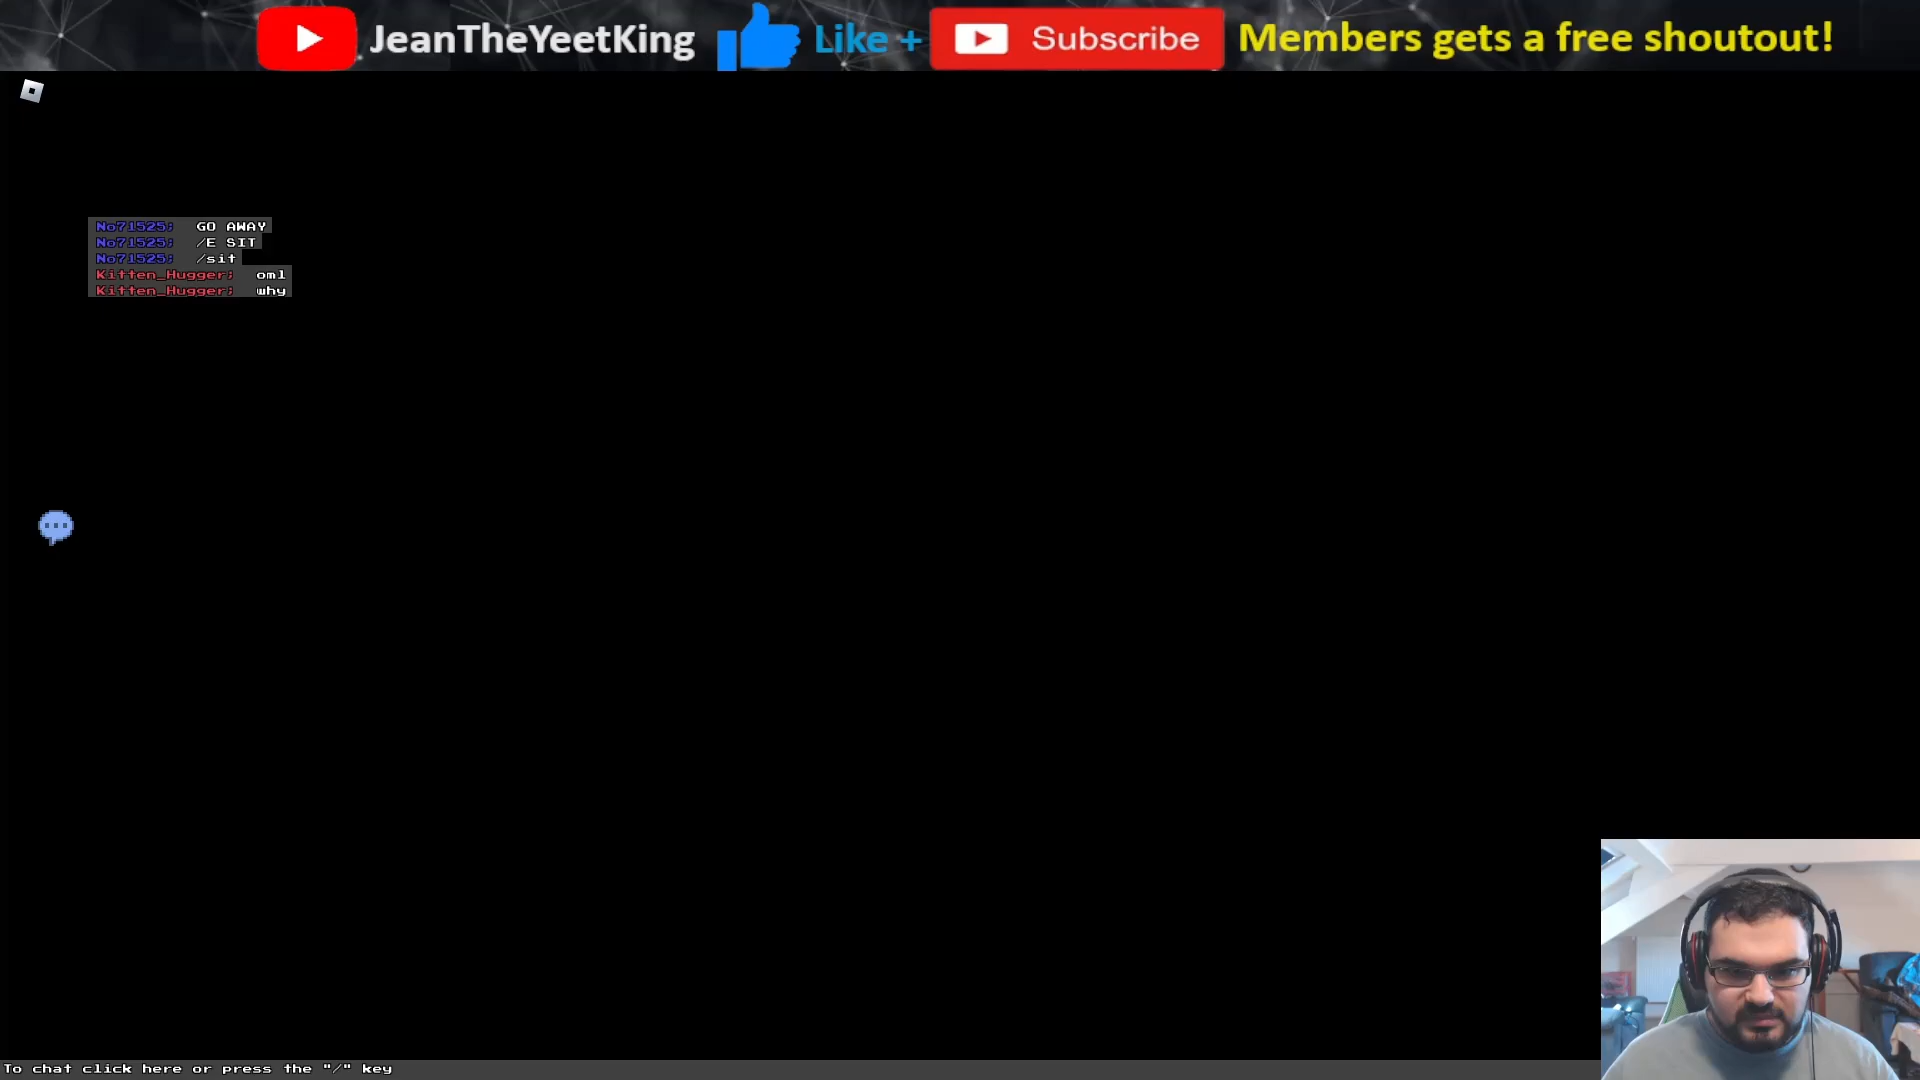 JeanTheYeetKing Like + Subscribe Members gets a free shoutout!
No71525: GO AWAY
No71525: /E SIT
No71525: /sit
Kitten_Hugger: oml
Kitten_Hugger: why
To chat click here or press the "/" key